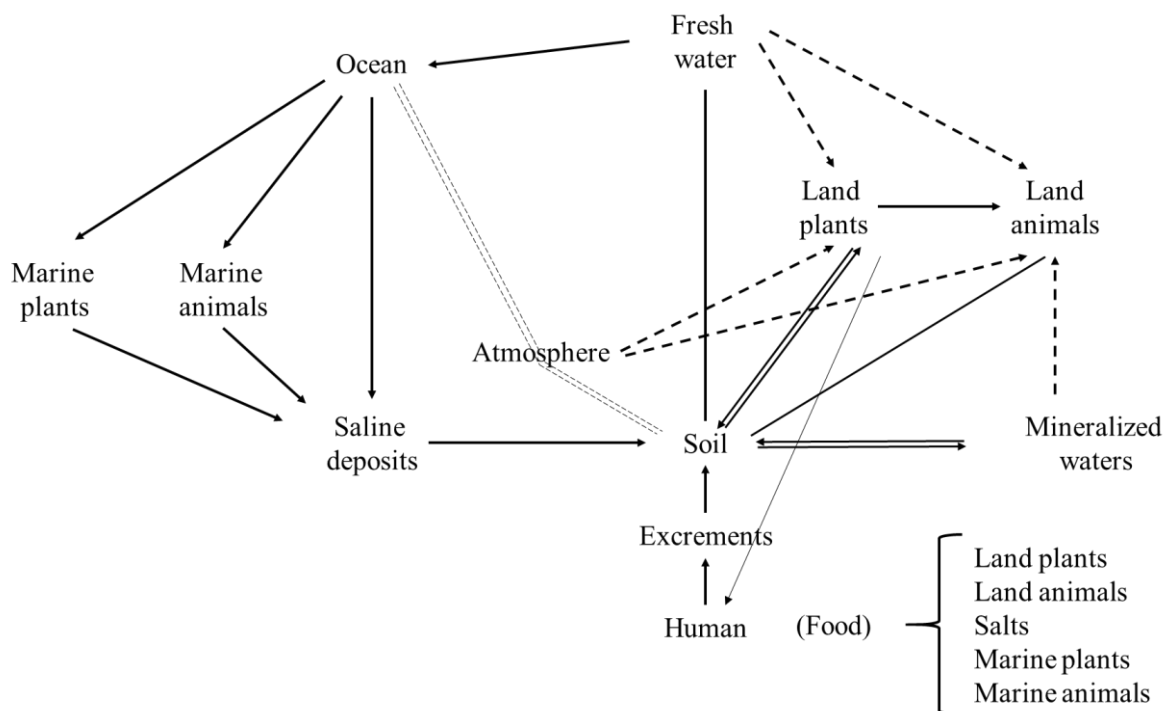 Fresh
water
Ocean
Land
plants
Land
animals
Marine
plants
Marine
animals
Atmosphere
Saline
deposits
Soil
Mineralized
waters
Excrements
Human
(Food)
Land plants
Land animals
Salts
Marine plants
Marine animals